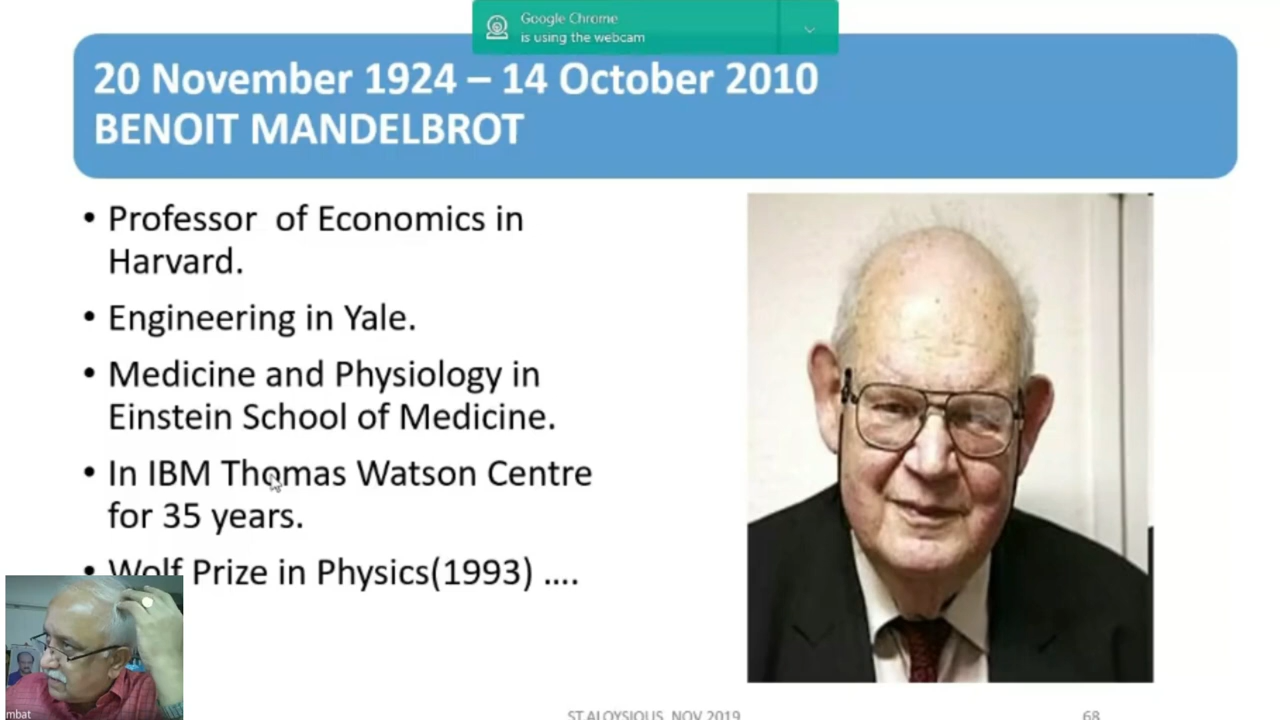 Google Chrome
is using the webcam
20 November 1924 – 14 October 2010
BENOIT MANDELBROT
• Professor of Economics in
Harvard.
• Engineering in Yale.
• Medicine and Physiology in
Einstein School of Medicine.
• In IBM Thomas Watson Centre
for 35 years.
• Wolf Prize in Physics(1993) ....
mbat
ST.ALOYSIOUS, NOV 2019
68